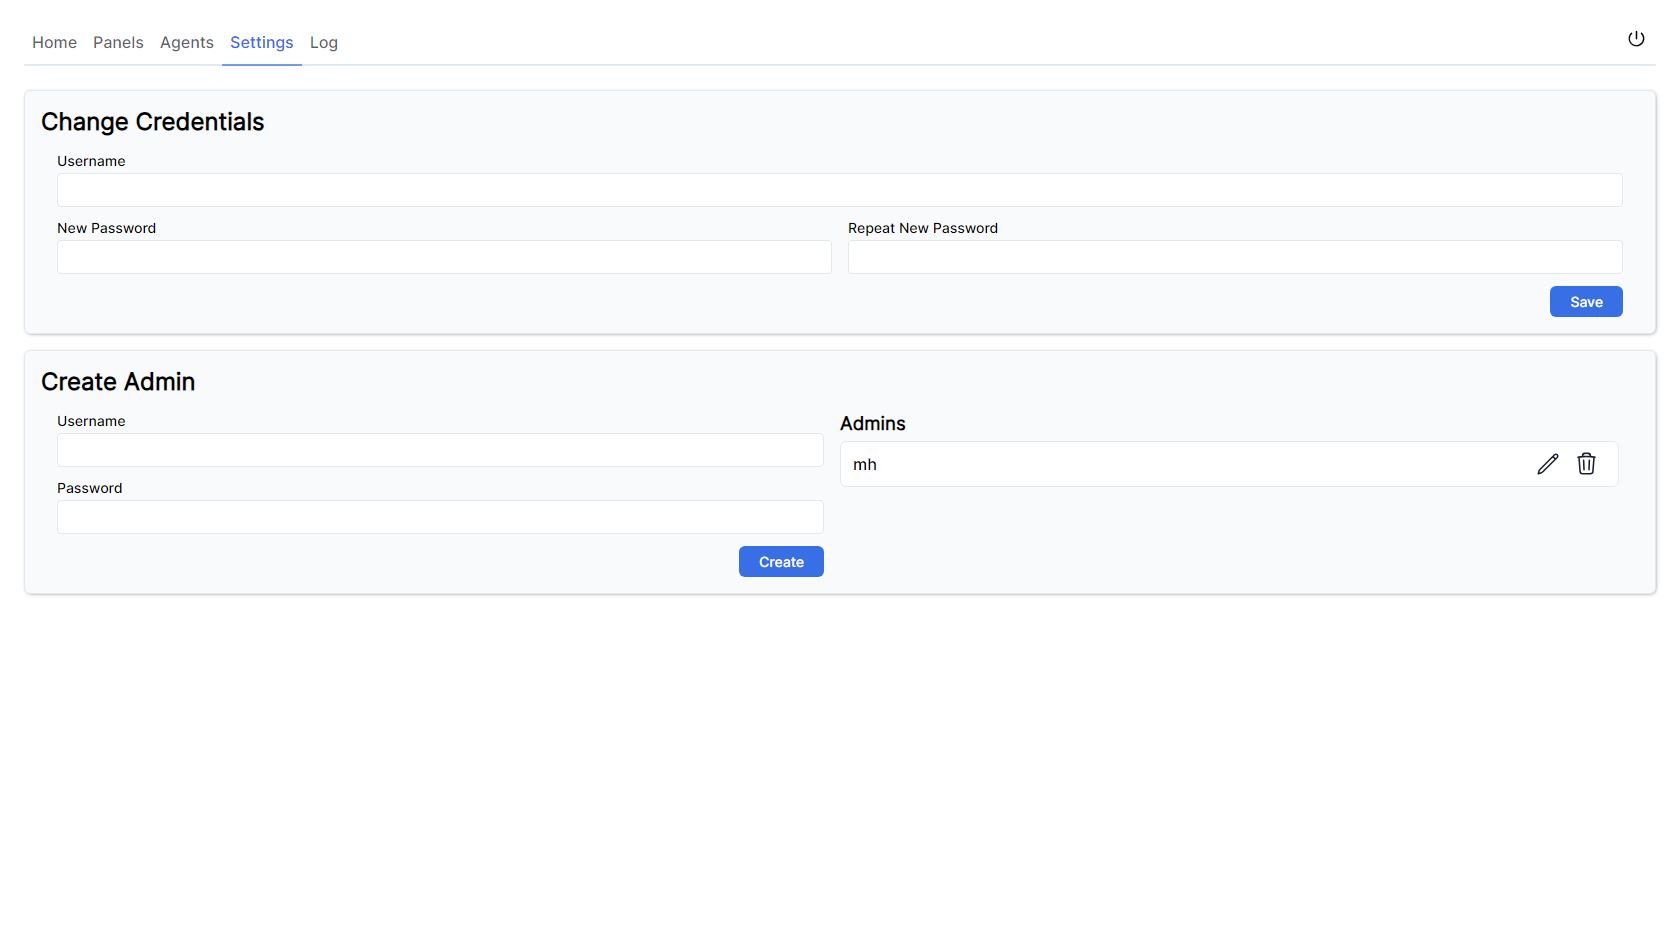 Home Panels Agents Settings Log
Change Credentials
Username
New Password Repeat New Password
Save
Create Admin
Username
Admins
mh
Password
Create